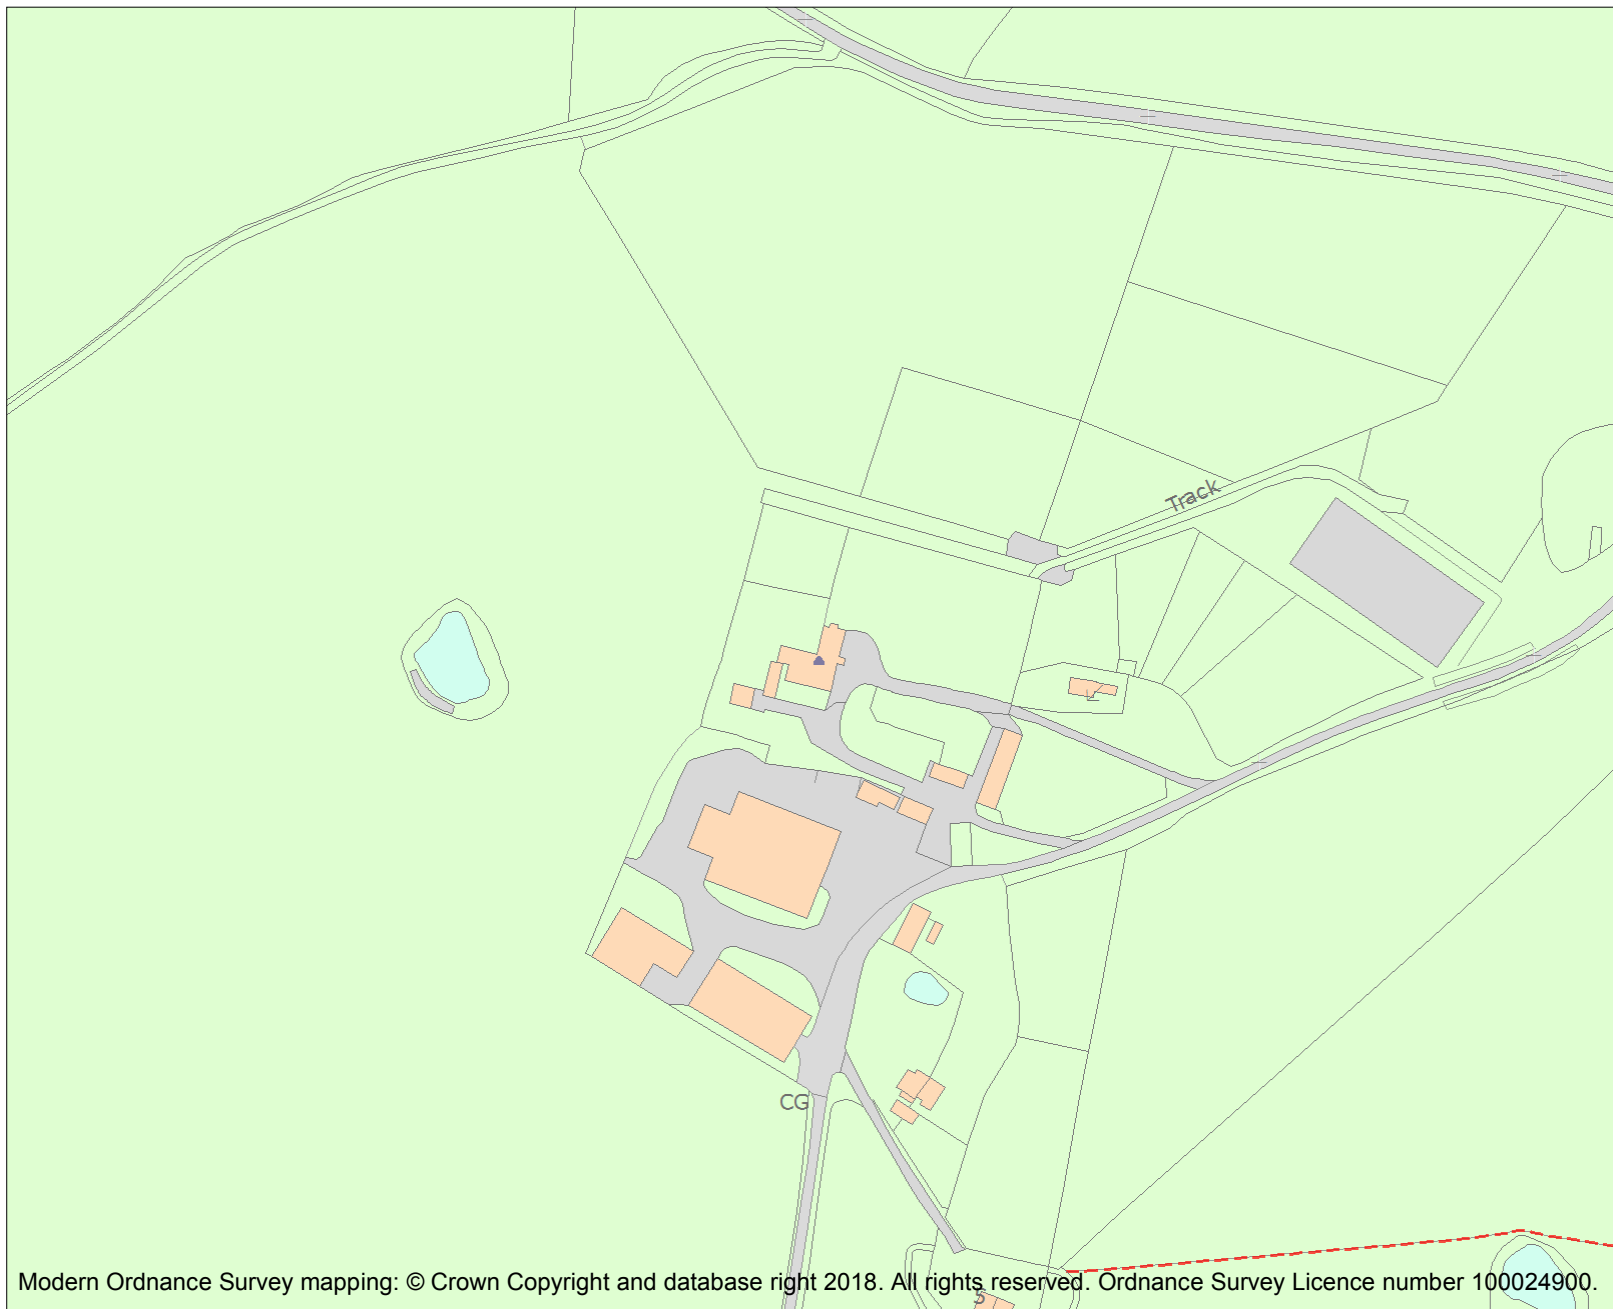 Track
CG
Modern Ordnance Survey mapping: © Crown Copyright and database right 2018. All rights reserved. Ordnance Survey Licence number 100024900.
5